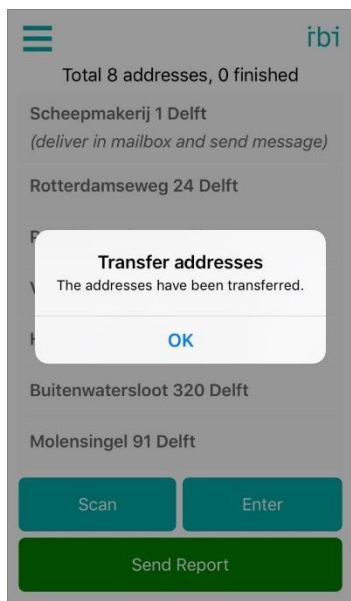 rbi
Total 8 addresses, 0 finished
Scheepmakerij 1 Delft
(deliver in mailbox and send message)
Rotterdamseweg 24 Delft
Transfer addresses
The addresses have been transferred.
OK
Buitenwatersloot 320 Delft
Molensingel 91 Delft
Scan
Enter
Send Report